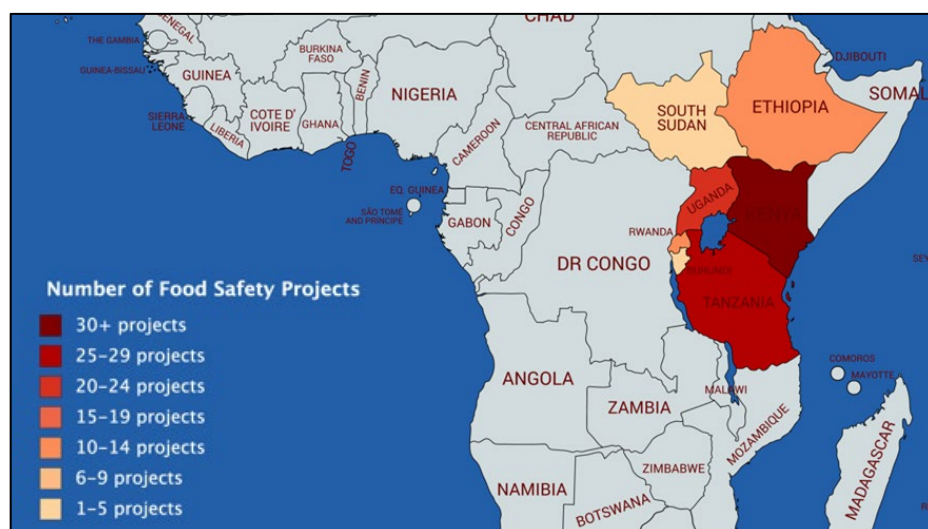 CHAD
SENEGAL
THE GAMBIA
GUINEA-BISSAU
BURKINA
FASO
GUINEA
BENIN
NIGERIA
DJIBOUTI
SOMAL
SIERRA
LEONE
LIBERIA
COTE D'
IVOIRE
GHANA
TOGO
CAMEROON
CENTRAL AFRICAN
REPUBLIC
SOUTH
SUDAN
ETHIOPIA
EQ. GUINEA
SÃO TOMÉ
AND PRINCIPE
GABON
CONGO
UGANDA
KENYA
RWANDA
DR CONGO
BURUNDI
TANZANIA
SEY
Number of Food Safety Projects
30+ projects
25–29 projects
20–24 projects
15–19 projects
10–14 projects
6–9 projects
1–5 projects
ANGOLA
ZAMBIA
MALAWI
COMOROS
MAYOTTE
MOZAMBIQUE
ZIMBABWE
MADAGASCAR
NAMIBIA
BOTSWANA